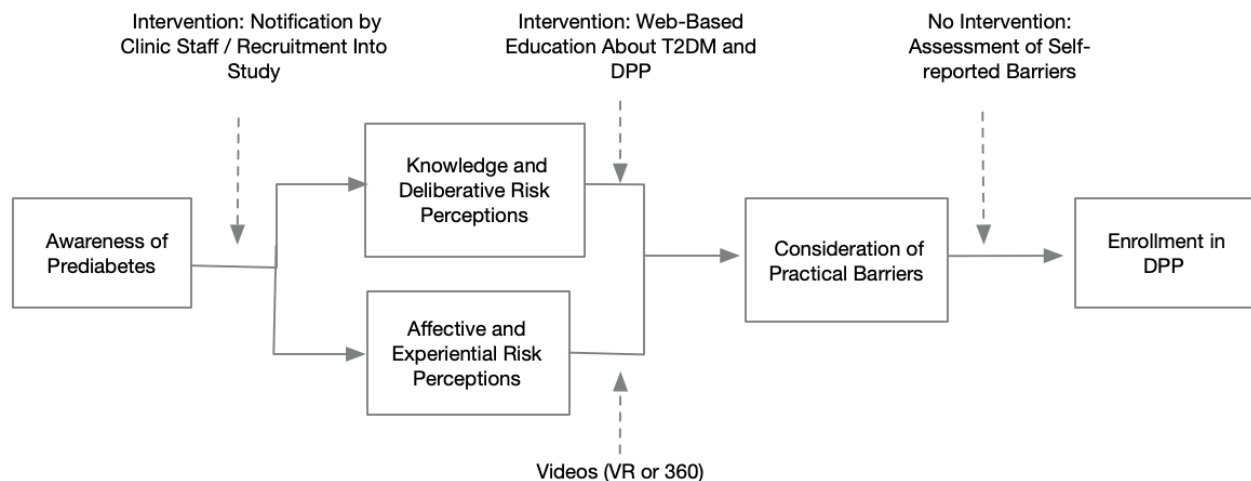 Intervention: Notification by
Clinic Staff / Recruitment Into
Study
Intervention: Web-Based
Education About T2DM and
DPP
No Intervention:
Assessment of Self-
reported Barriers
Awareness of
Prediabetes
Knowledge and
Deliberative Risk
Perceptions
Affective and
Experiential Risk
Perceptions
Consideration of
Practical Barriers
Enrollment in
DPP
Videos (VR or 360)